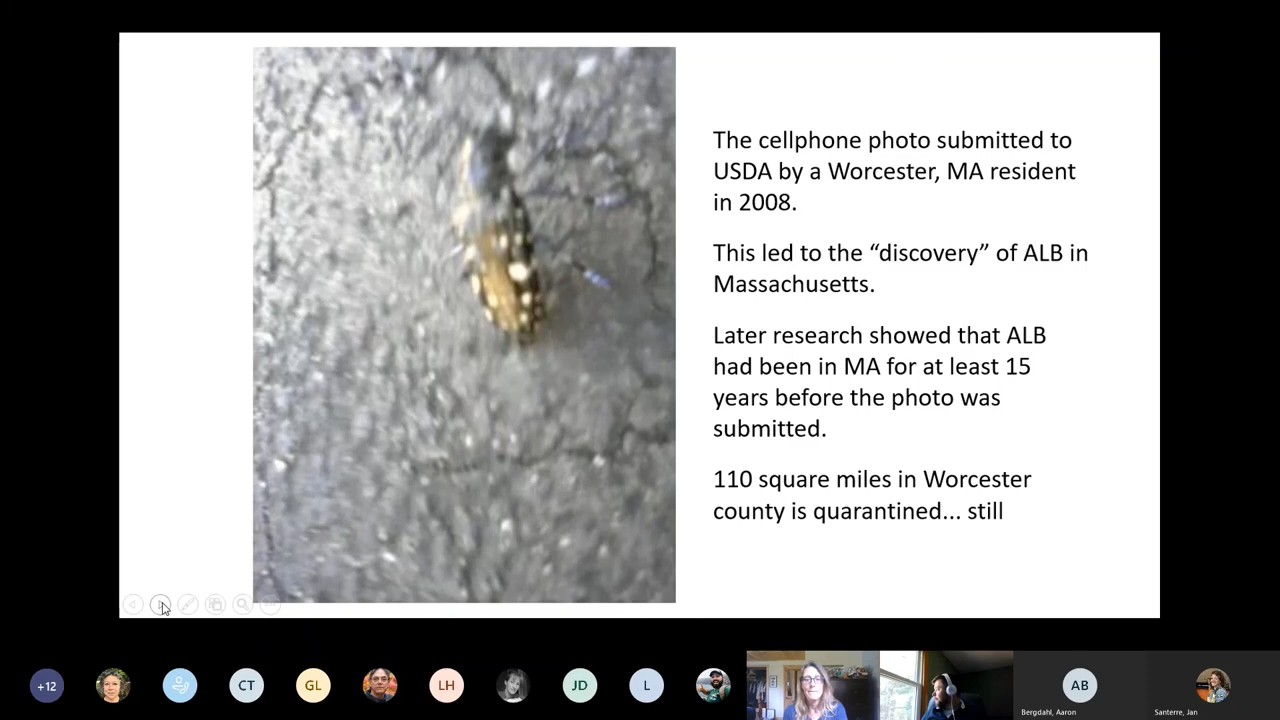 The cellphone photo submitted to
USDA by a Worcester, MA resident
in 2008.
This led to the “discovery” of ALB in
Massachusetts.
Later research showed that ALB
had been in MA for at least 15
years before the photo was
submitted.
110 square miles in Worcester
county is quarantined... still
+12
CT
GL
LH
JD
L
AB
Bergdahl, Aaron
Santerre, Jan